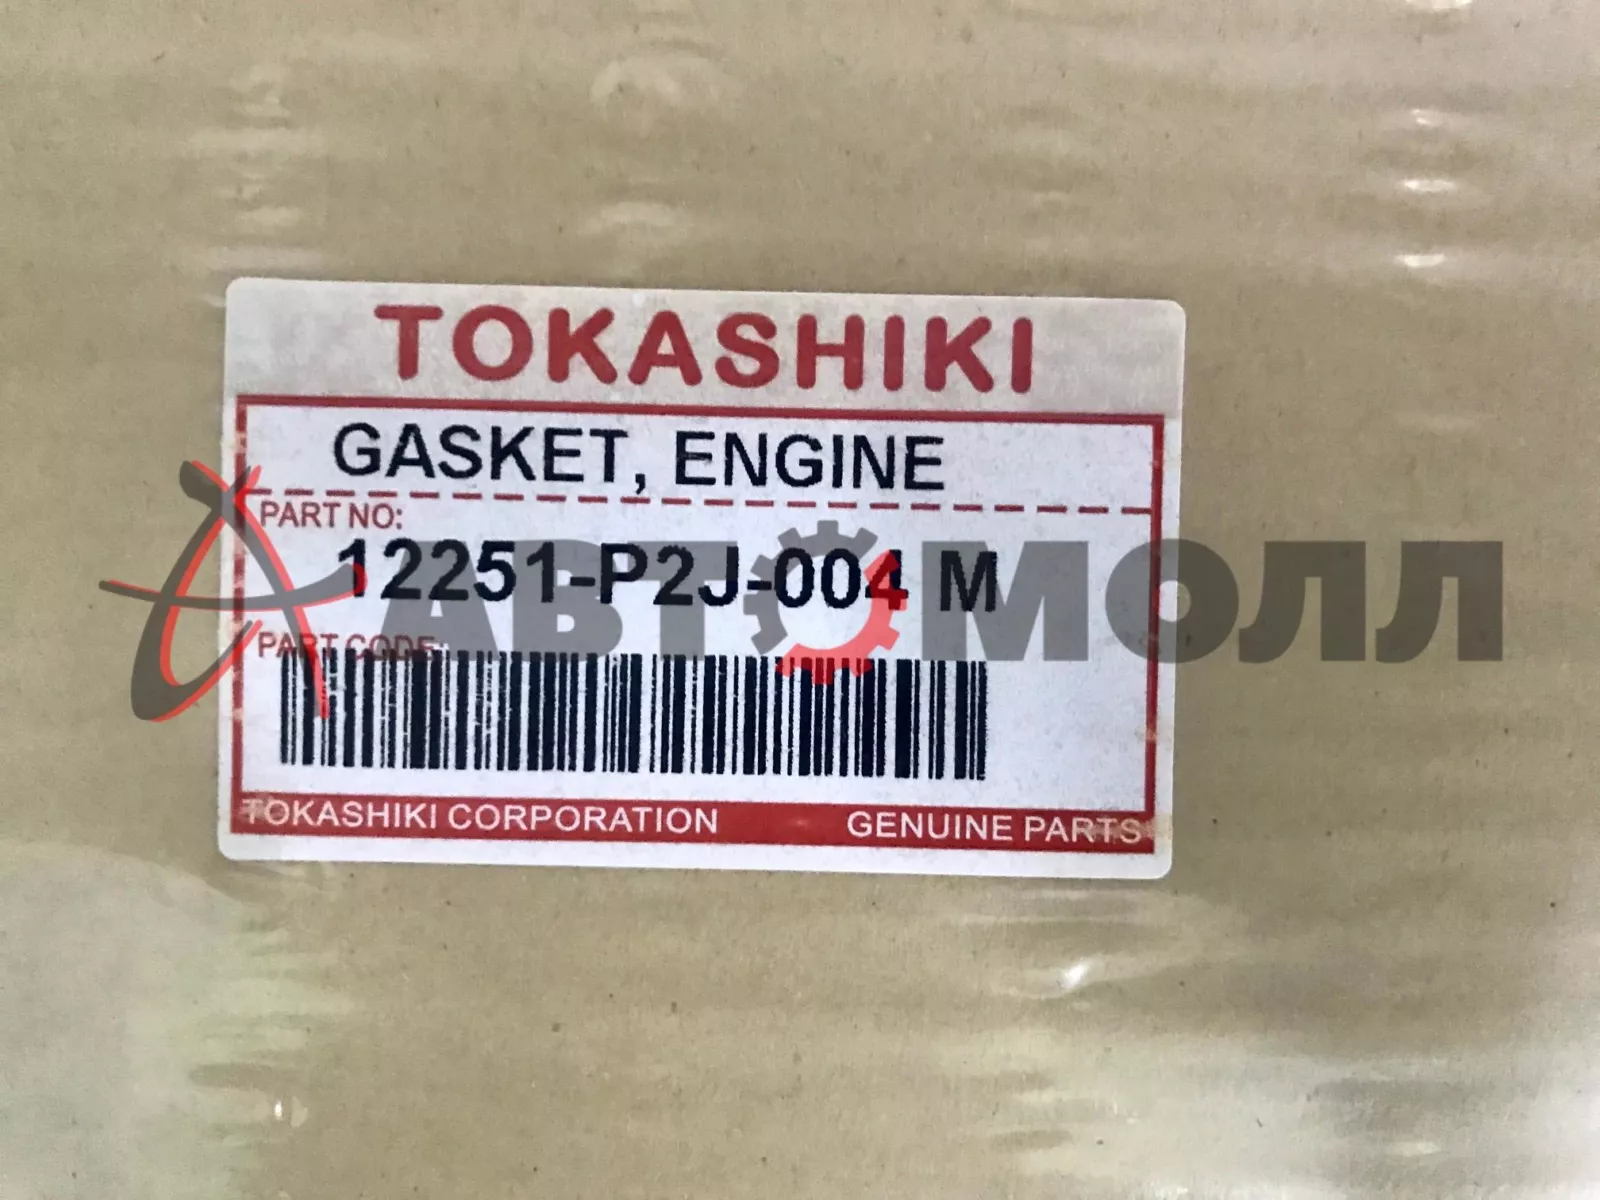 TOKASHIKI
GASKET, ENGINE
PART NO:
12251-P2J-004 M
АВТОМОЛЛ
PART CODE:
TOKASHIKI CORPORATION GENUINE PARTS